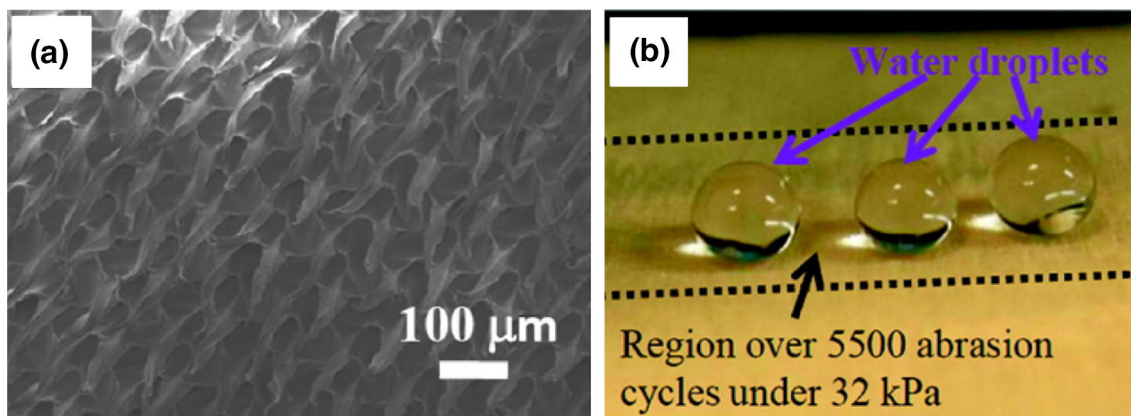 (a)
100 μm
(b)
Water droplets
Region over 5500 abrasion
cycles under 32 kPa